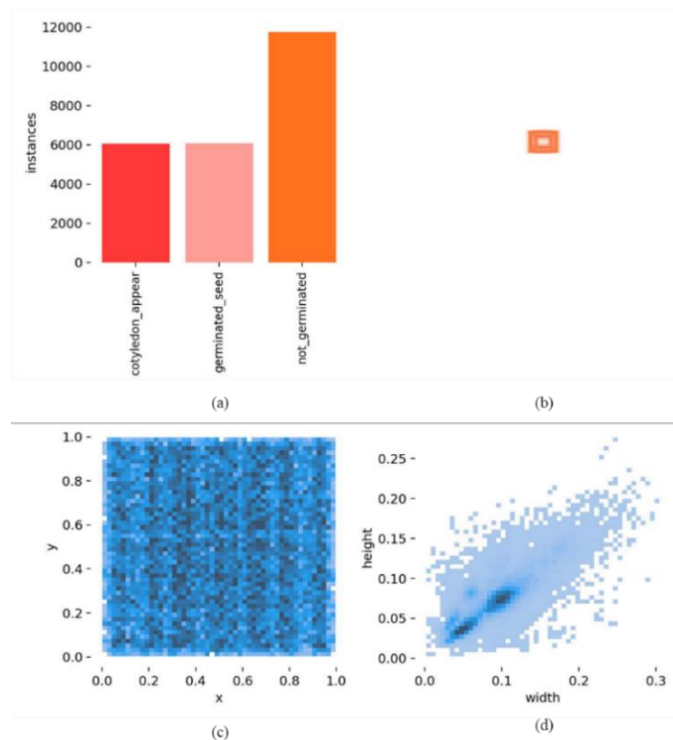 12000
10000
8000
6000
4000
2000
0
instances
cotyledon_appear
germinated_seed
not_germinated
(a)
(b)
1.0
0.8
0.6
0.4
0.2
0.0
y
0.0 0.2 0.4 0.6 0.8 1.0
x
(c)
0.25
0.20
0.15
0.10
0.05
0.00
height
0.0 0.1 0.2 0.3
width
(d)